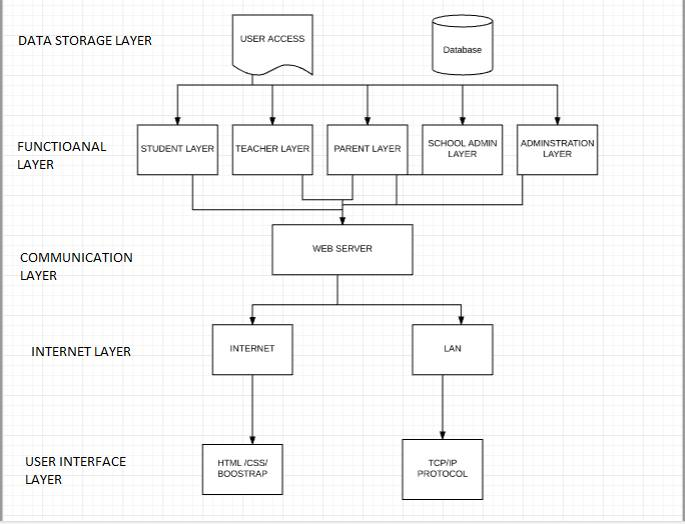 DATA STORAGE LAYER
USER ACCESS
Database
FUNCTIOANAL
LAYER
STUDENT LAYER
TEACHER LAYER
PARENT LAYER
SCHOOL ADMIN
LAYER
ADMINSTRATION
LAYER
COMMUNICATION
LAYER
WEB SERVER
INTERNET LAYER
INTERNET
LAN
USER INTERFACE
LAYER
HTML /CSS/
BOOSTRAP
TCP/IP
PROTOCOL